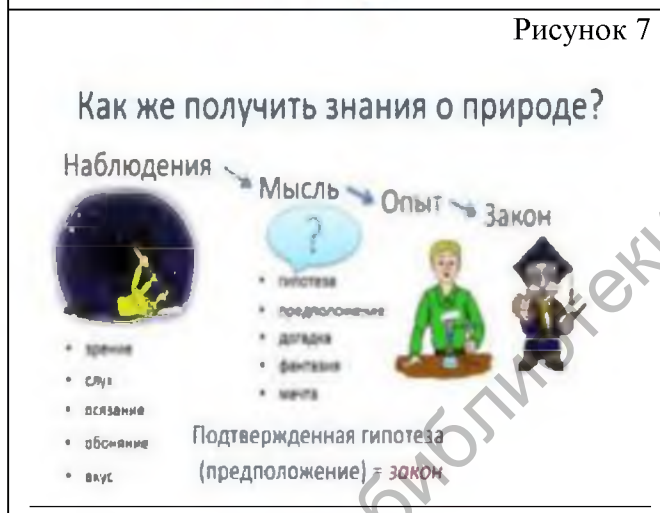 Рисунок 7
Как же получить знания о природе?
Наблюдения
Мысль
Опыт
Закон
?
• гипотеза
• предположение
• догадка
• фантазия
• мечта
• зрение
• слух
• осязание
• обоняние
• вкус
Подтвержденная гипотеза
(предположение) = закон
библиотеки